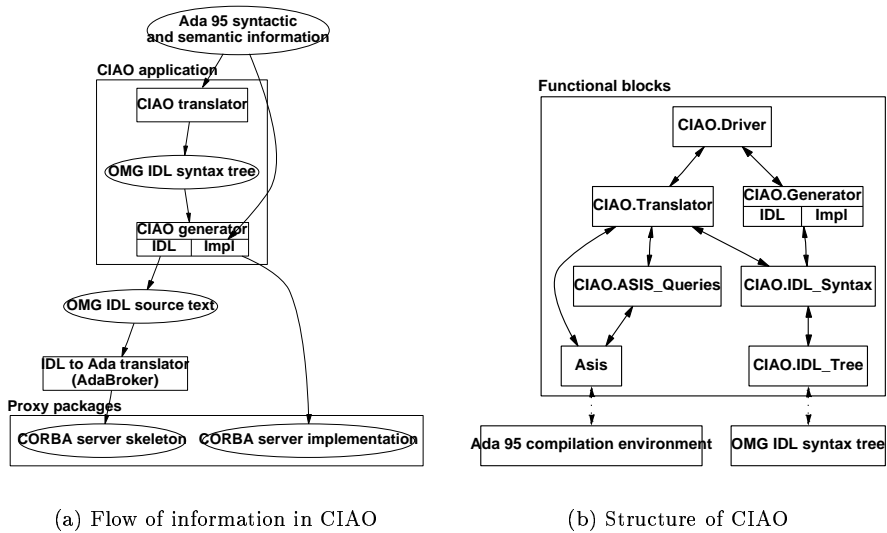 Ada 95 syntactic
and semantic information
CIAO application
CIAO translator
OMG IDL syntax tree
CIAO generator
IDL Impl
OMG IDL source text
IDL to Ada translator
(AdaBroker)
Proxy packages
CORBA server skeleton
CORBA server implementation
(a) Flow of information in CIAO
Functional blocks
CIAO.Driver
CIAO.Translator
CIAO.Generator
IDL Impl
CIAO.ASIS_Queries
CIAO.IDL_Syntax
Asis
CIAO.IDL_Tree
Ada 95 compilation environment
OMG IDL syntax tree
(b) Structure of CIAO